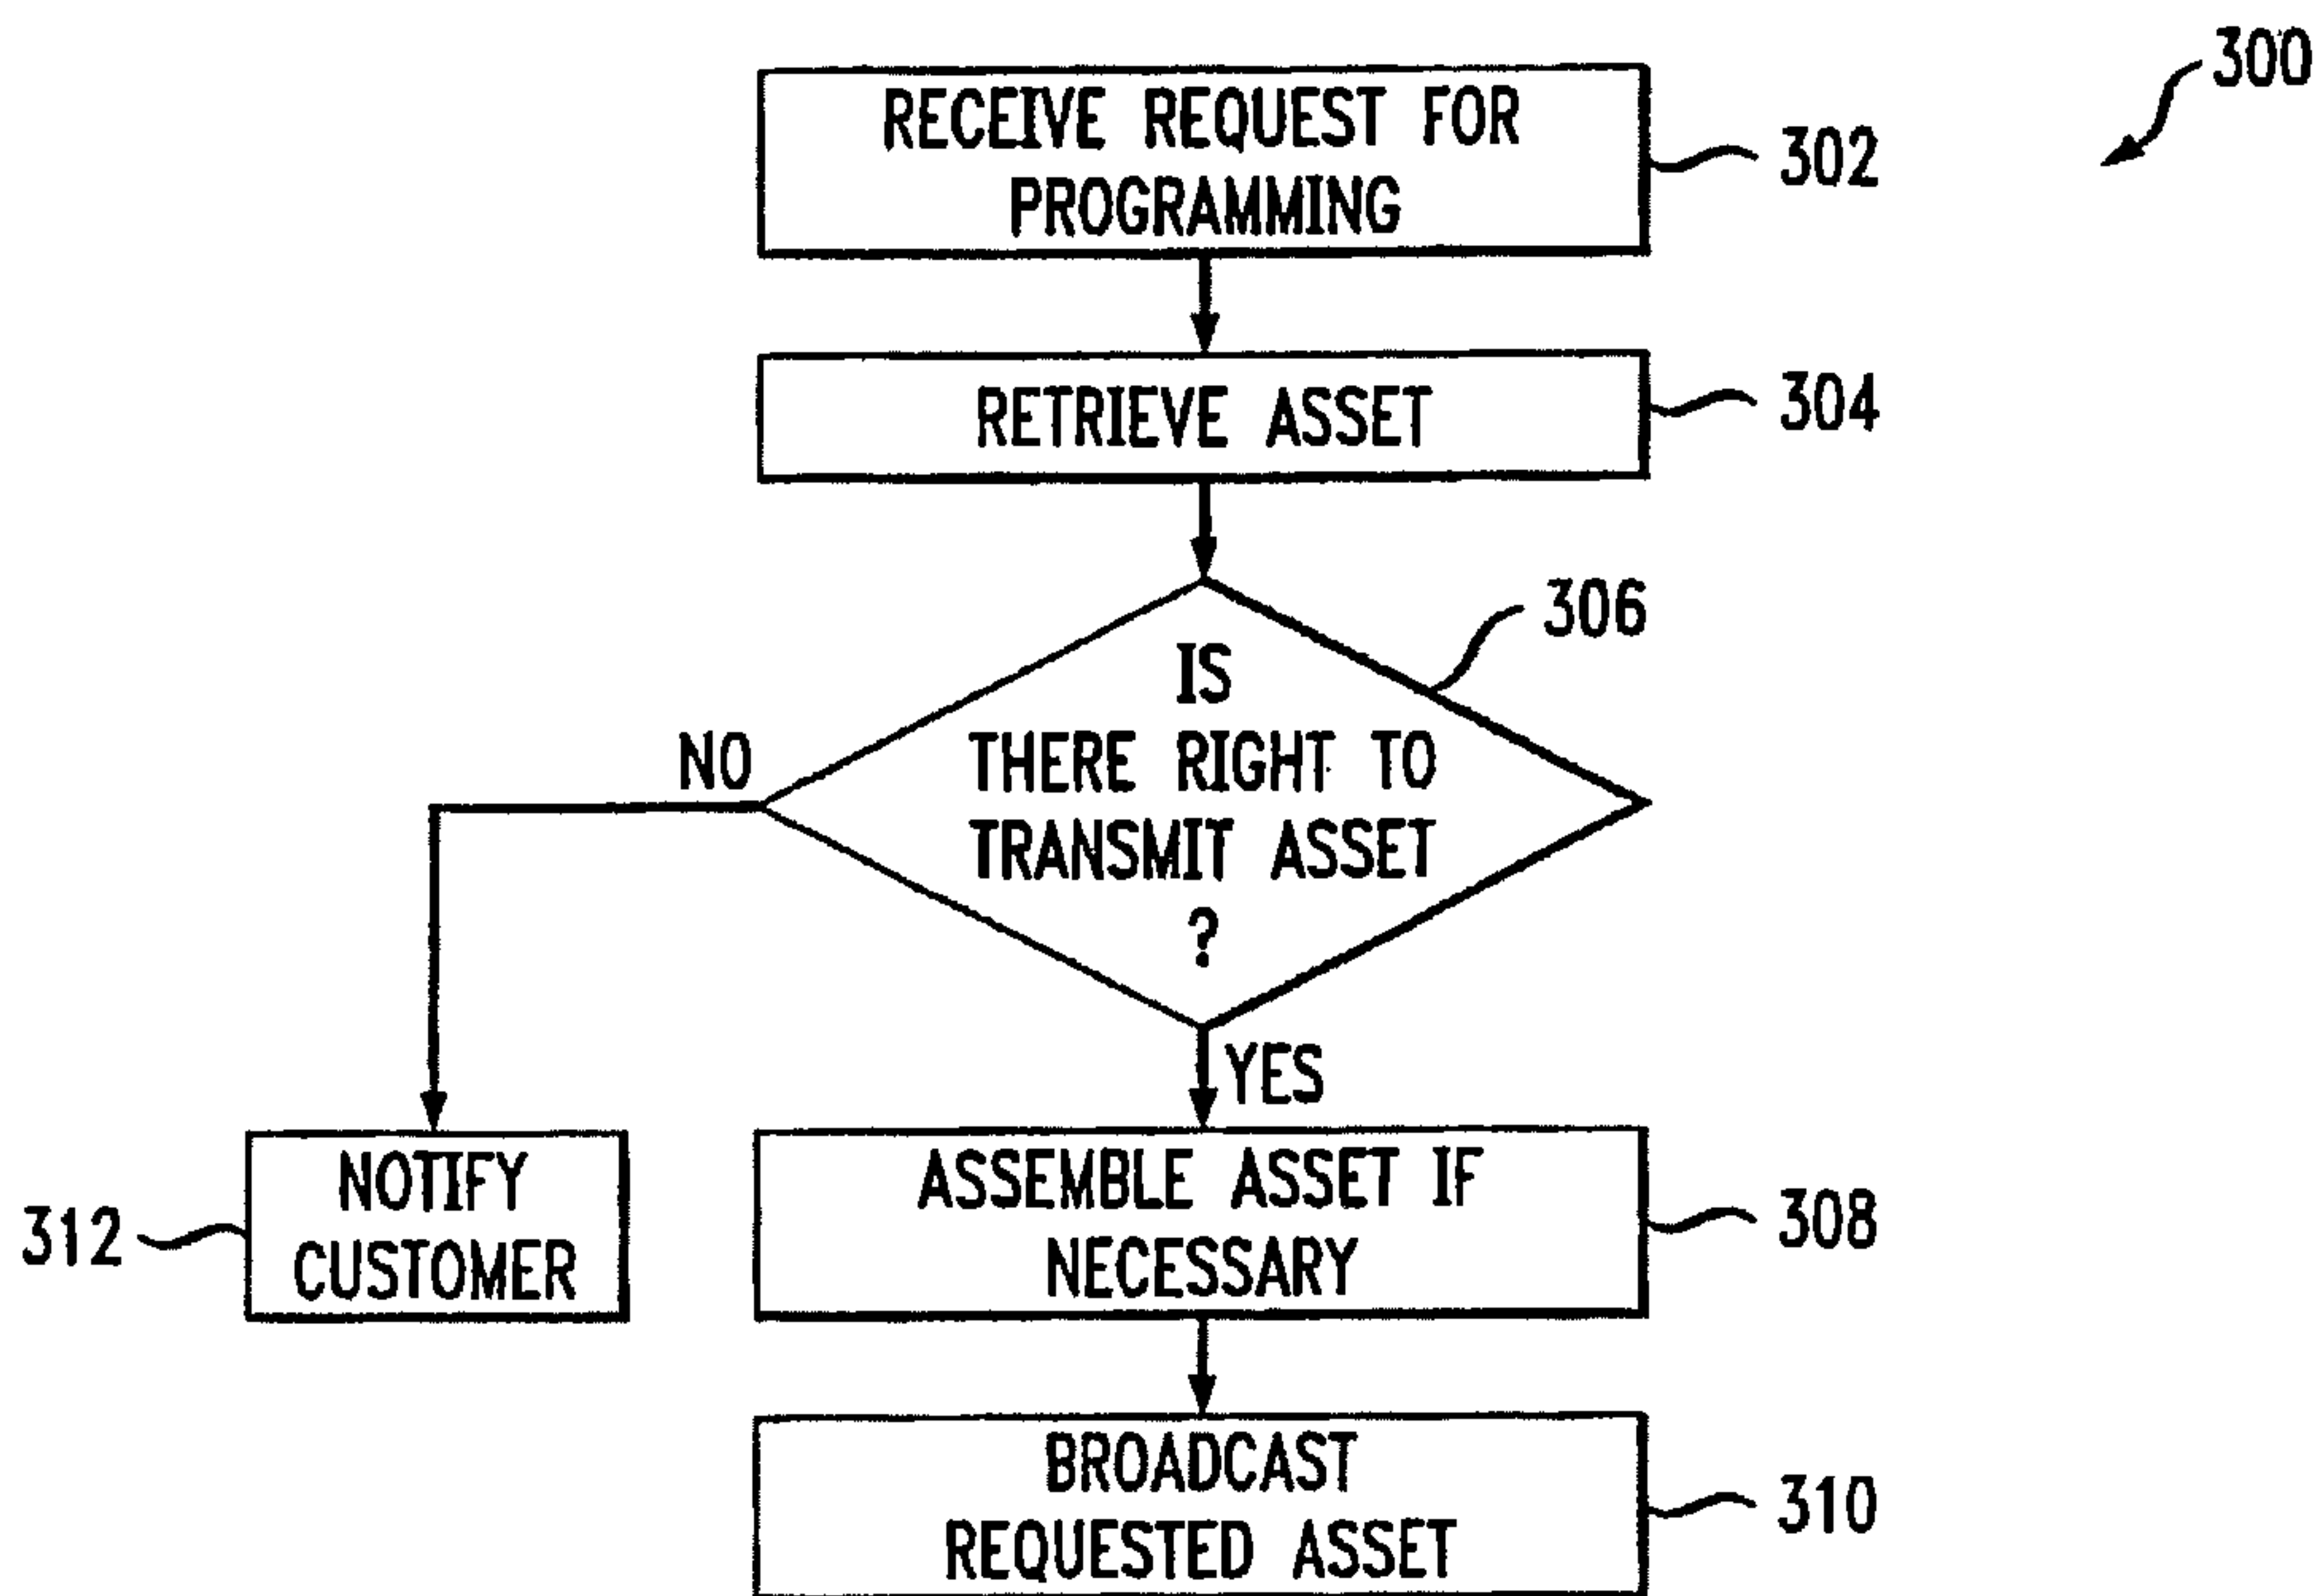 300
RECEIVE REQUEST FOR
PROGRAMMING
302
RETRIEVE ASSET
304
306
IS
THERE RIGHT TO
TRANSMIT ASSET
?
NO
YES
NOTIFY
CUSTOMER
312
ASSEMBLE ASSET IF
NECESSARY
308
BROADCAST
REQUESTED ASSET
310